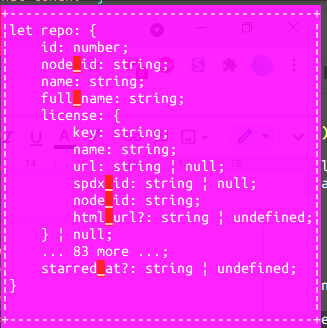 let repo: {
    id: number;
    node_id: string;
    name: string;
    full_name: string;
    license: {
        key: string;
        name: string;
        url: string ¦ null;
        spdx_id: string ¦ null;
        node_id: string;
        html_url?: string ¦ undefined;
    } ¦ null;
    ... 83 more ...;
    starred_at?: string ¦ undefined;
}